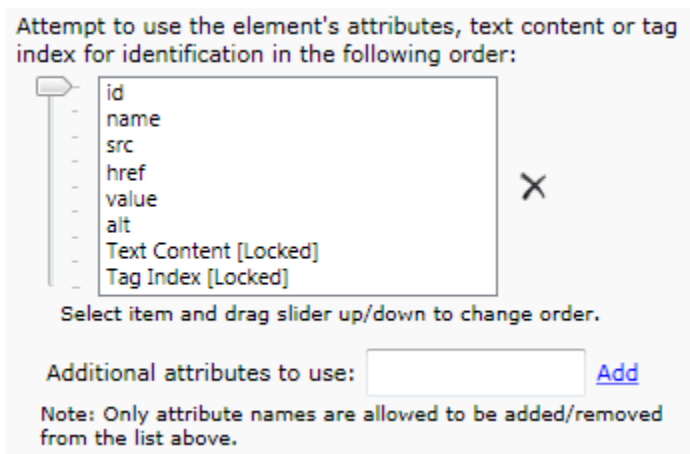 Attempt to use the element's attributes, text content or tag
index for identification in the following order:
id
name
src
href
value
alt
Text Content [Locked]
Tag Index [Locked]
Select item and drag slider up/down to change order.
Additional attributes to use: Add
Note: Only attribute names are allowed to be added/removed
from the list above.